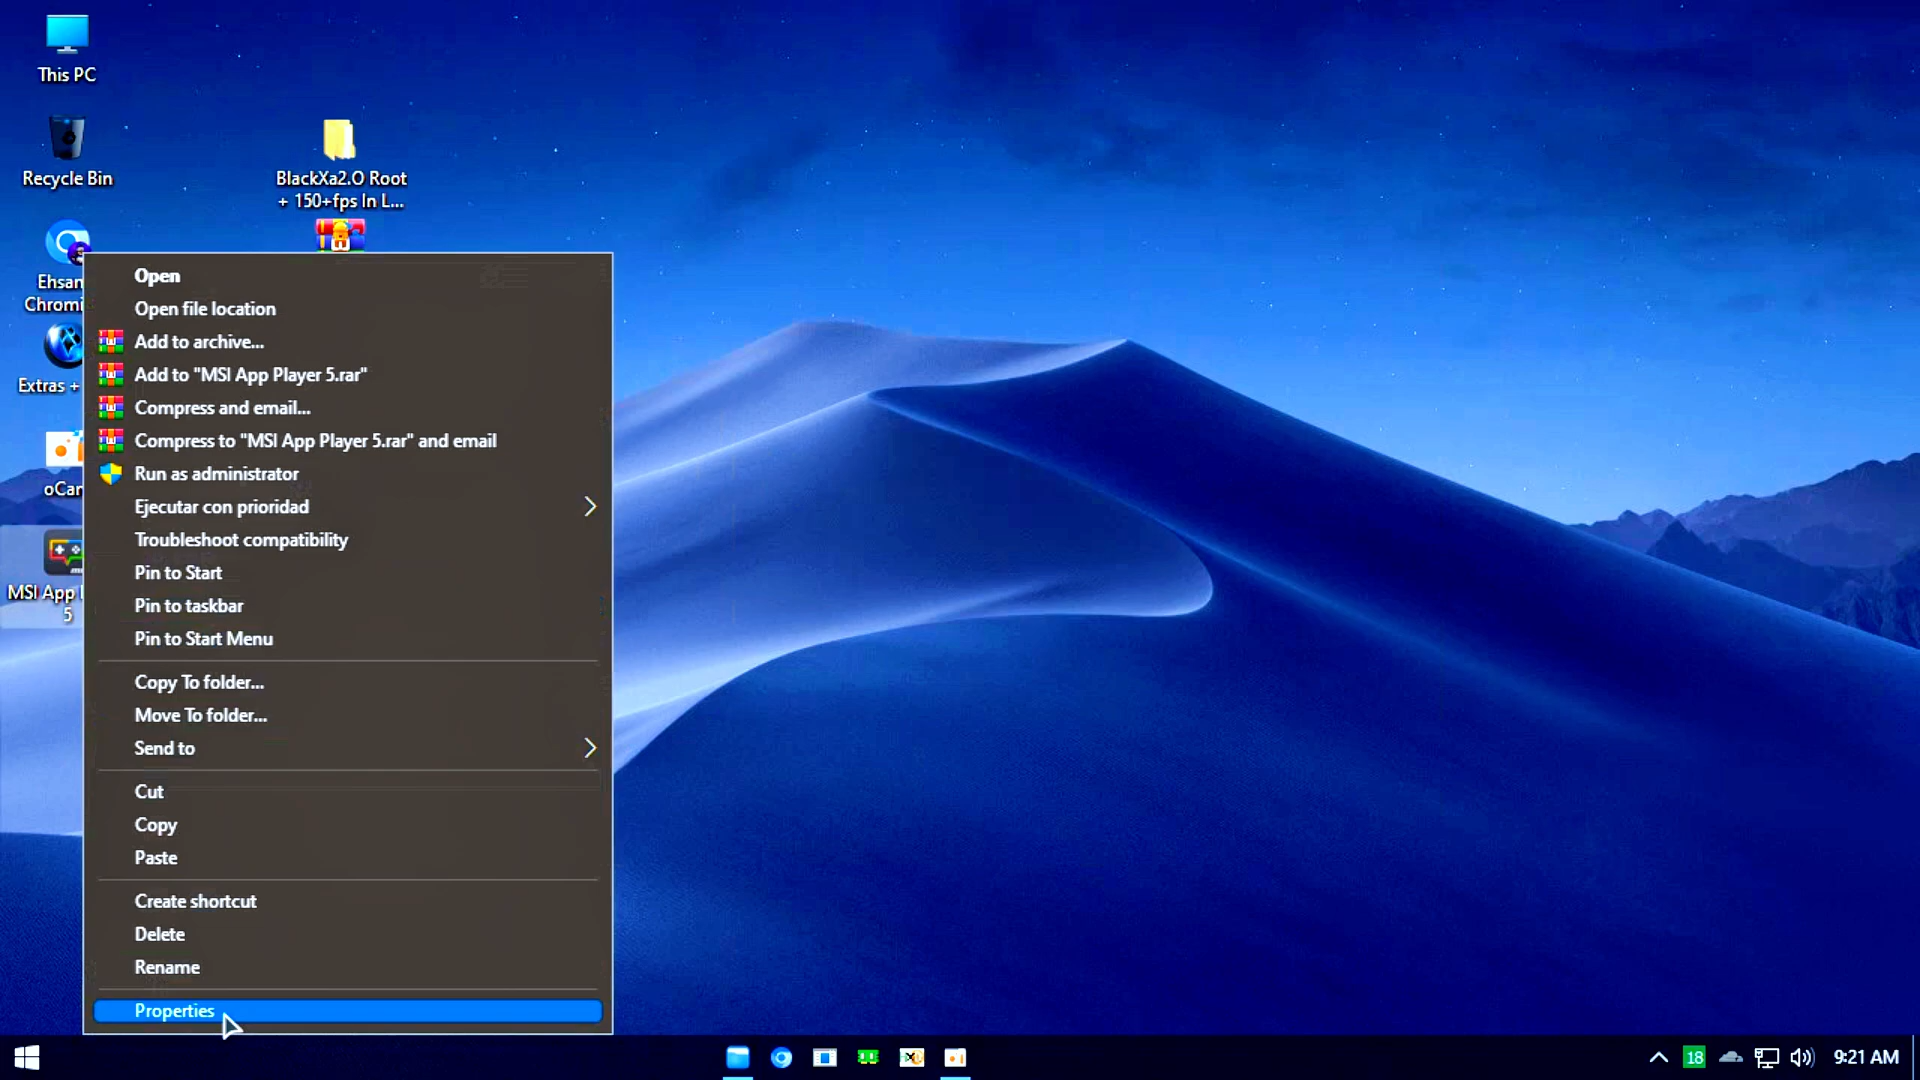 This PC
Recycle Bin
BlackXa2.O Root
+ 150+fps In L...
Ehsan
Chromi
Extras +
oCam
MSI App
5
Open
Open file location
Add to archive...
Add to "MSI App Player 5.rar"
Compress and email...
Compress to "MSI App Player 5.rar" and email
Run as administrator
Ejecutar con prioridad
Troubleshoot compatibility
Pin to Start
Pin to taskbar
Pin to Start Menu
Copy To folder...
Move To folder...
Send to
Cut
Copy
Paste
Create shortcut
Delete
Rename
Properties
18
9:21 AM